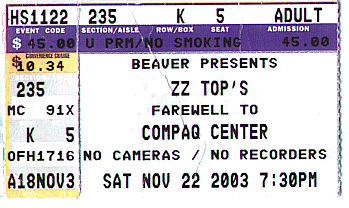 HS1122 235 K 5 ADULT
EVENT CODE SECTION/AISLE ROW/BOX SEAT ADMISSION
$ 45.00 U PRM/NO SMOKING 45.00
CONVENIENCE CHARGE
$ 10.34 BEAVER PRESENTS
SECTION/AISLE
235 ZZ TOP'S
MC 91X FAREWELL TO
K 5 COMPAQ CENTER
OFH1716 NO CAMERAS / NO RECORDERS
A18NOV3 SAT NOV 22 2003 7:30PM